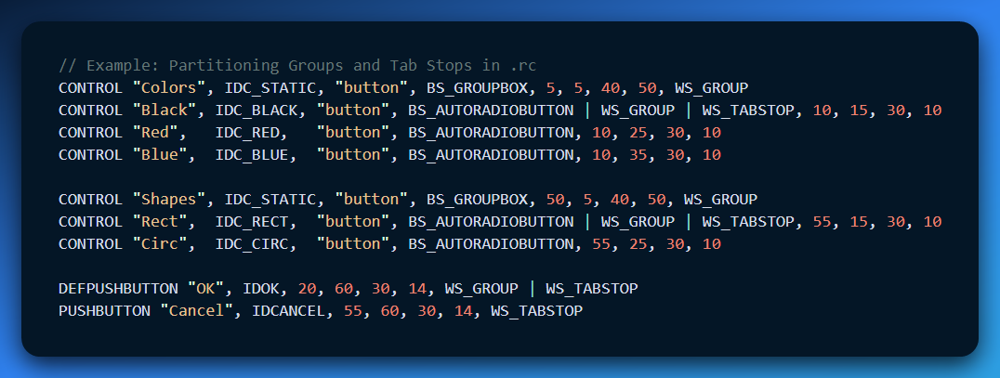 // Example: Partitioning Groups and Tab Stops in .rc
CONTROL "Colors", IDC_STATIC, "button", BS_GROUPBOX, 5, 5, 40, 50, WS_GROUP
CONTROL "Black", IDC_BLACK, "button", BS_AUTORADIOBUTTON | WS_GROUP | WS_TABSTOP, 10, 15, 30, 10
CONTROL "Red",   IDC_RED,   "button", BS_AUTORADIOBUTTON, 10, 25, 30, 10
CONTROL "Blue",  IDC_BLUE,  "button", BS_AUTORADIOBUTTON, 10, 35, 30, 10

CONTROL "Shapes", IDC_STATIC, "button", BS_GROUPBOX, 50, 5, 40, 50, WS_GROUP
CONTROL "Rect",  IDC_RECT,  "button", BS_AUTORADIOBUTTON | WS_GROUP | WS_TABSTOP, 55, 15, 30, 10
CONTROL "Circ",  IDC_CIRC,  "button", BS_AUTORADIOBUTTON, 55, 25, 30, 10

DEFPUSHBUTTON "OK", IDOK, 20, 60, 30, 14, WS_GROUP | WS_TABSTOP
PUSHBUTTON "Cancel", IDCANCEL, 55, 60, 30, 14, WS_TABSTOP